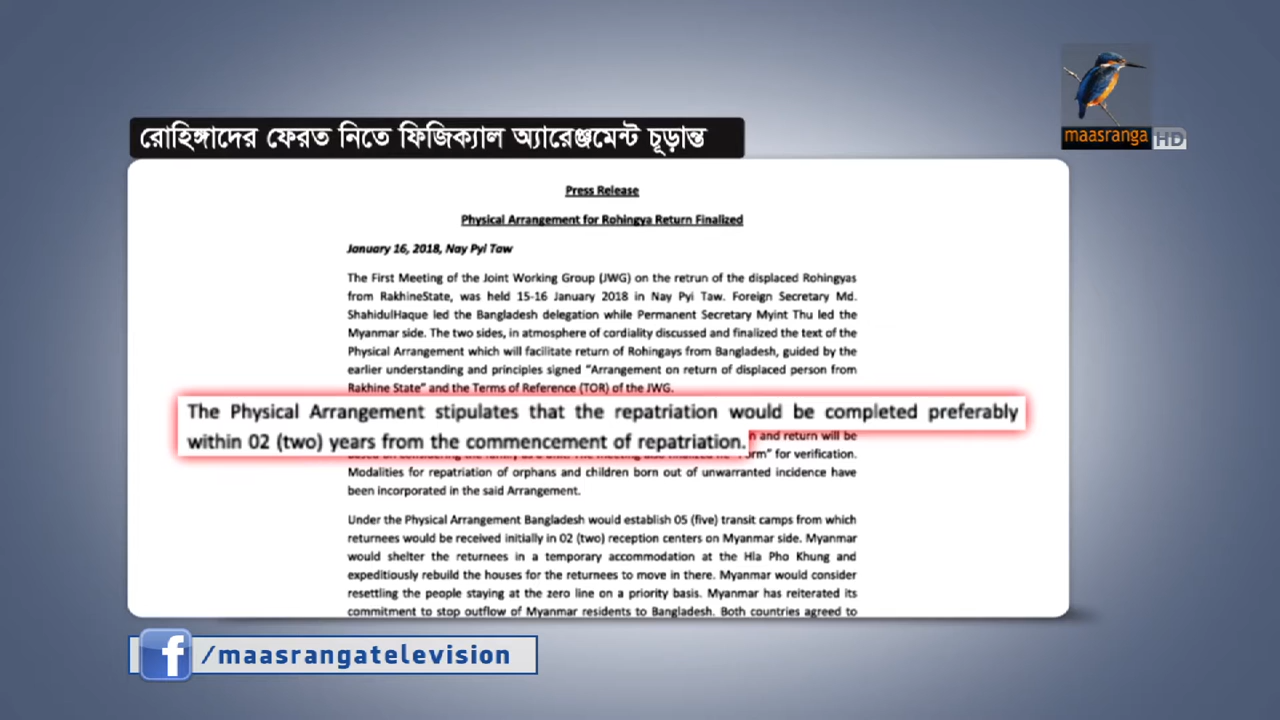 maasranga HD
রোহিঙ্গাদের ফেরত নিতে ফিজিক্যাল অ্যারেঞ্জমেন্ট চূড়ান্ত
Press Release
Physical Arrangement for Rohingya Return Finalized
January 16, 2018, Nay Pyi Taw
The First Meeting of the Joint Working Group (JWG) on the retrun of the displaced Rohingyas
from RakhineState, was held 15-16 January 2018 in Nay Pyi Taw. Foreign Secretary Md.
ShahidulHaque led the Bangladesh delegation while Permanent Secretary Myint Thu led the
Myanmar side. The two sides, in atmosphere of cordiality discussed and finalized the text of the
Physical Arrangement which will facilitate return of Rohingays from Bangladesh, guided by the
earlier understanding and principles signed “Arrangement on return of displaced person from
Rakhine State” and the Terms of Reference (TOR) of the JWG.
The Physical Arrangement stipulates that the repatriation would be completed preferably
within 02 (two) years from the commencement of repatriation.
and return will be
for verification.
Modalities for repatriation of orphans and children born out of unwarranted incidence have
been incorporated in the said Arrangement.
Under the Physical Arrangement Bangladesh would establish 05 (five) transit camps from which
returnees would be received initially in 02 (two) reception centers on Myanmar side. Myanmar
would shelter the returnees in a temporary accommodation at the Hla Pho Khung and
expeditiously rebuild the houses for the returnees to move in there. Myanmar would consider
resettling the people staying at the zero line on a priority basis. Myanmar has reiterated its
commitment to stop outflow of Myanmar residents to Bangladesh. Both countries agreed to
f /maasrangatelevision